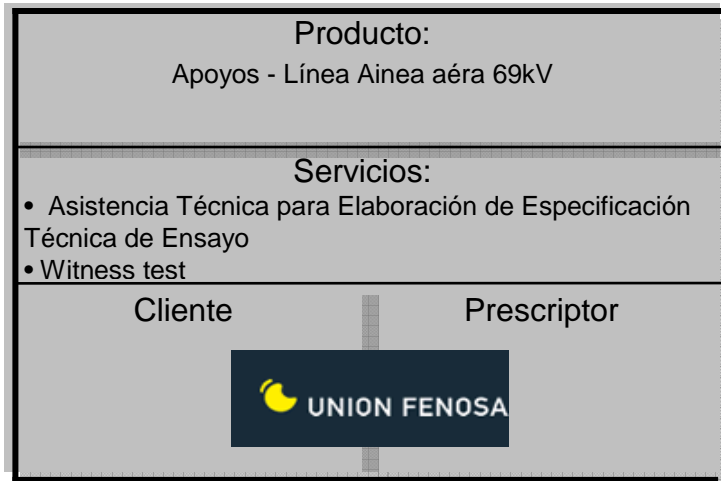 Producto:
Apoyos - Línea Ainea aéra 69kV
Servicios:
• Asistencia Técnica para Elaboración de Especificación
Técnica de Ensayo
• Witness test
Cliente
Prescriptor
UNION FENOSA